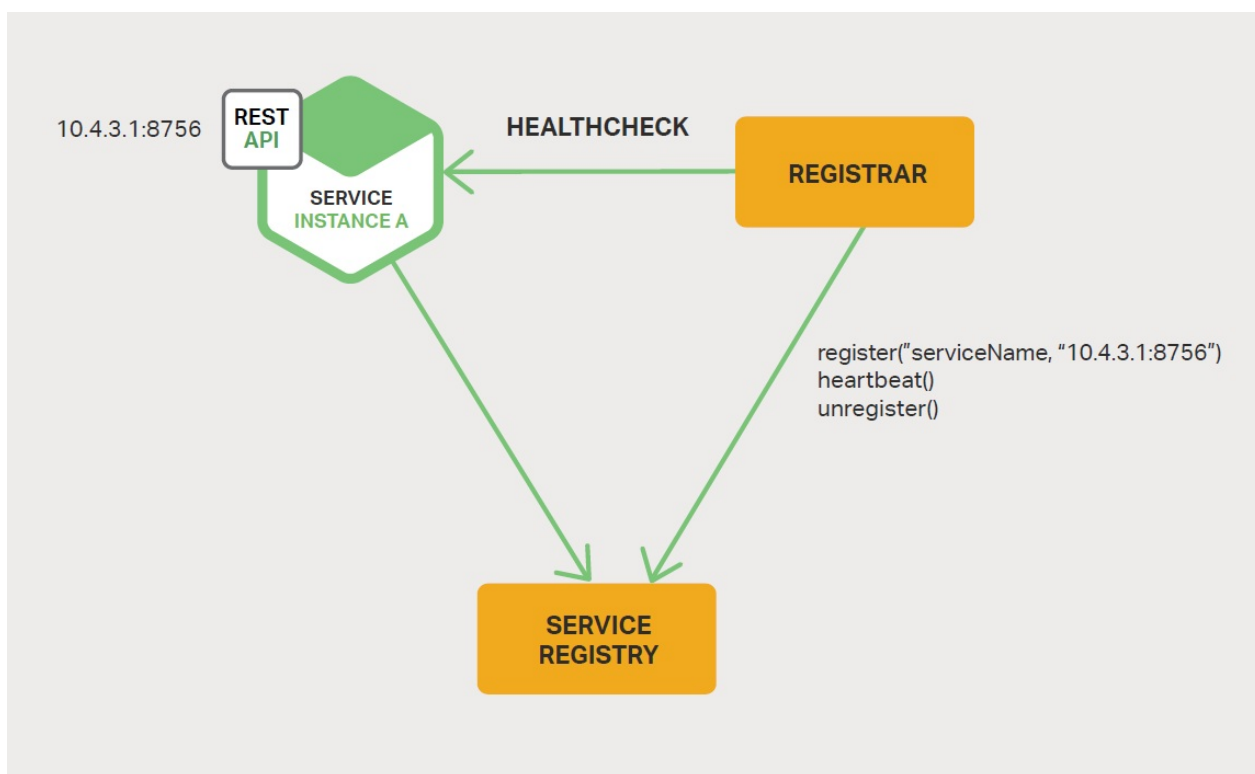 10.4.3.1:8756
REST
API
SERVICE
INSTANCE A
HEALTHCHECK
REGISTRAR
register("serviceName, “10.4.3.1:8756”)
heartbeat()
unregister()
SERVICE
REGISTRY